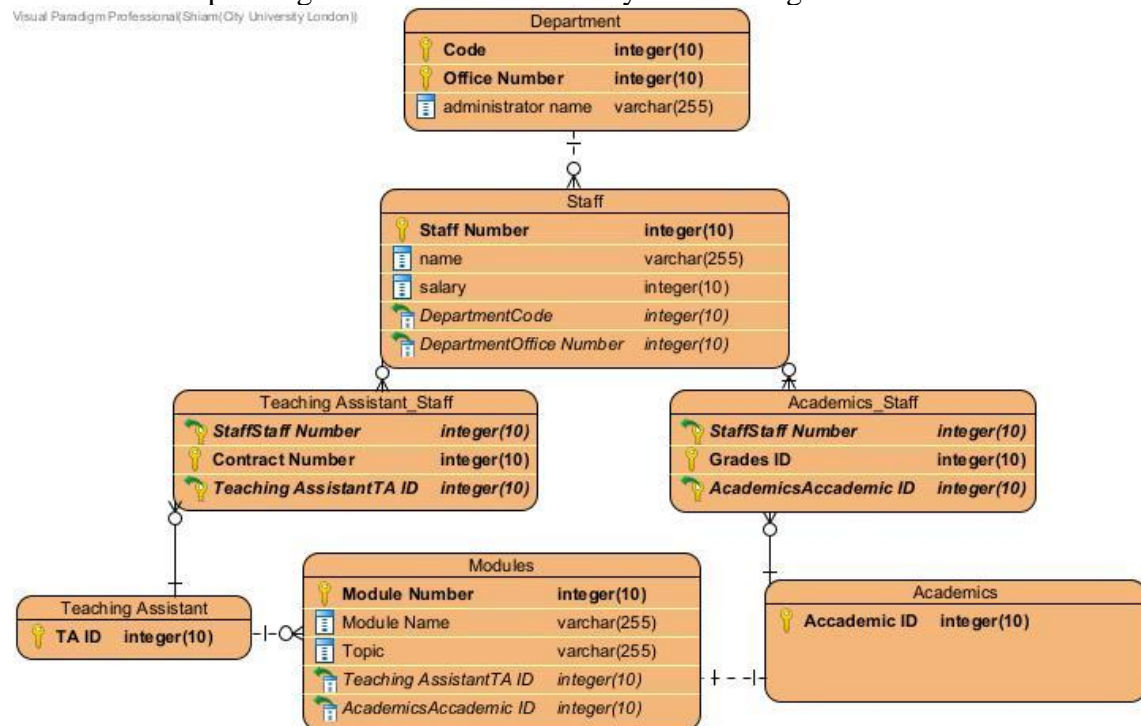 Visual Paradigm Professional(Shiam(City University London))
Department
Code integer(10)
Office Number integer(10)
administrator name varchar(255)
Staff
Staff Number integer(10)
name varchar(255)
salary integer(10)
DepartmentCode integer(10)
DepartmentOffice Number integer(10)
Teaching Assistant_Staff
StaffStaff Number integer(10)
Contract Number integer(10)
Teaching AssistantTA ID integer(10)
Academics_Staff
StaffStaff Number integer(10)
Grades ID integer(10)
AcademicsAccademic ID integer(10)
Teaching Assistant
TA ID integer(10)
Modules
Module Number integer(10)
Module Name varchar(255)
Topic varchar(255)
Teaching AssistantTA ID integer(10)
AcademicsAccademic ID integer(10)
Academics
Accademic ID integer(10)